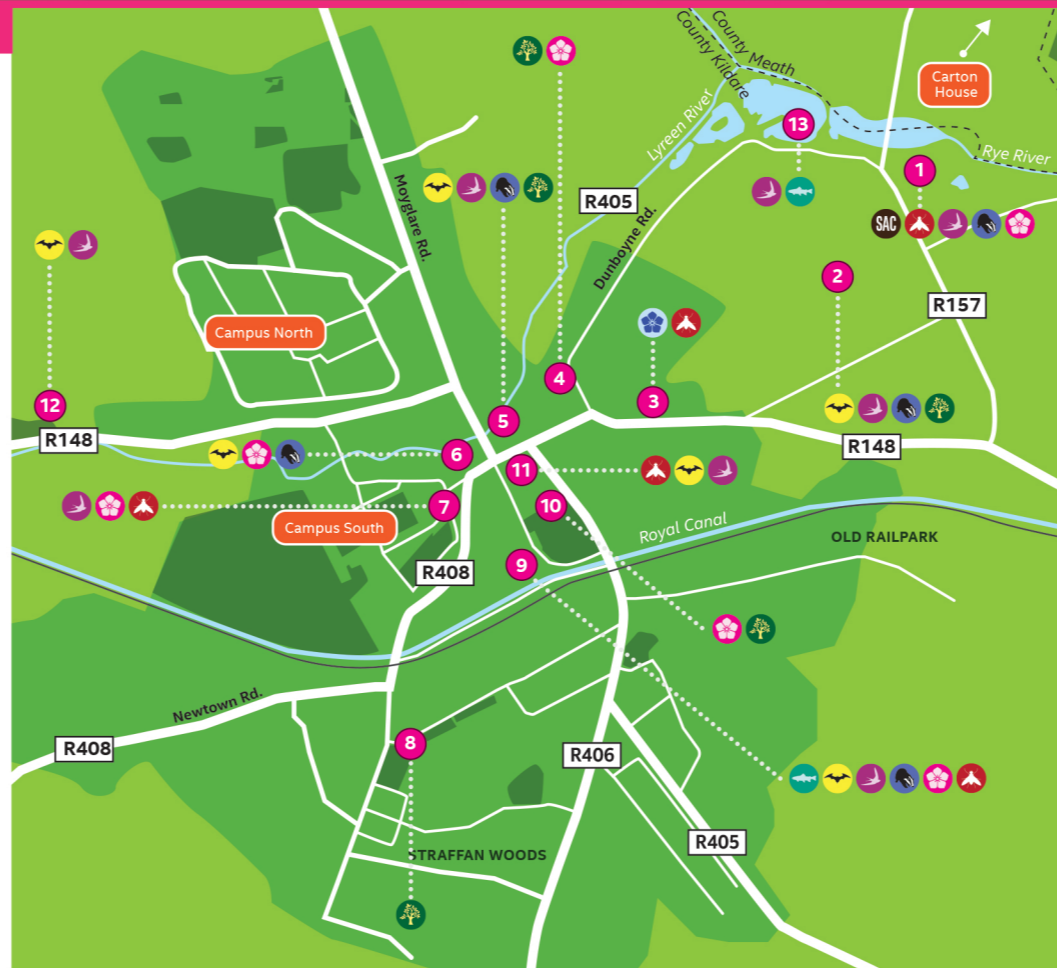 County Meath
County Kildare
Carton
House
13
Lyreen River
Rye River
1
Moyglare Rd.
R405
SAC
Dunboyne Rd.
2
R157
Campus North
4
3
12
5
R148
R148
6
11
7
10
Campus South
Royal Canal
OLD RAILPARK
9
R408
Newtown Rd.
8
R408
R406
R405
STRAFFAN WOODS